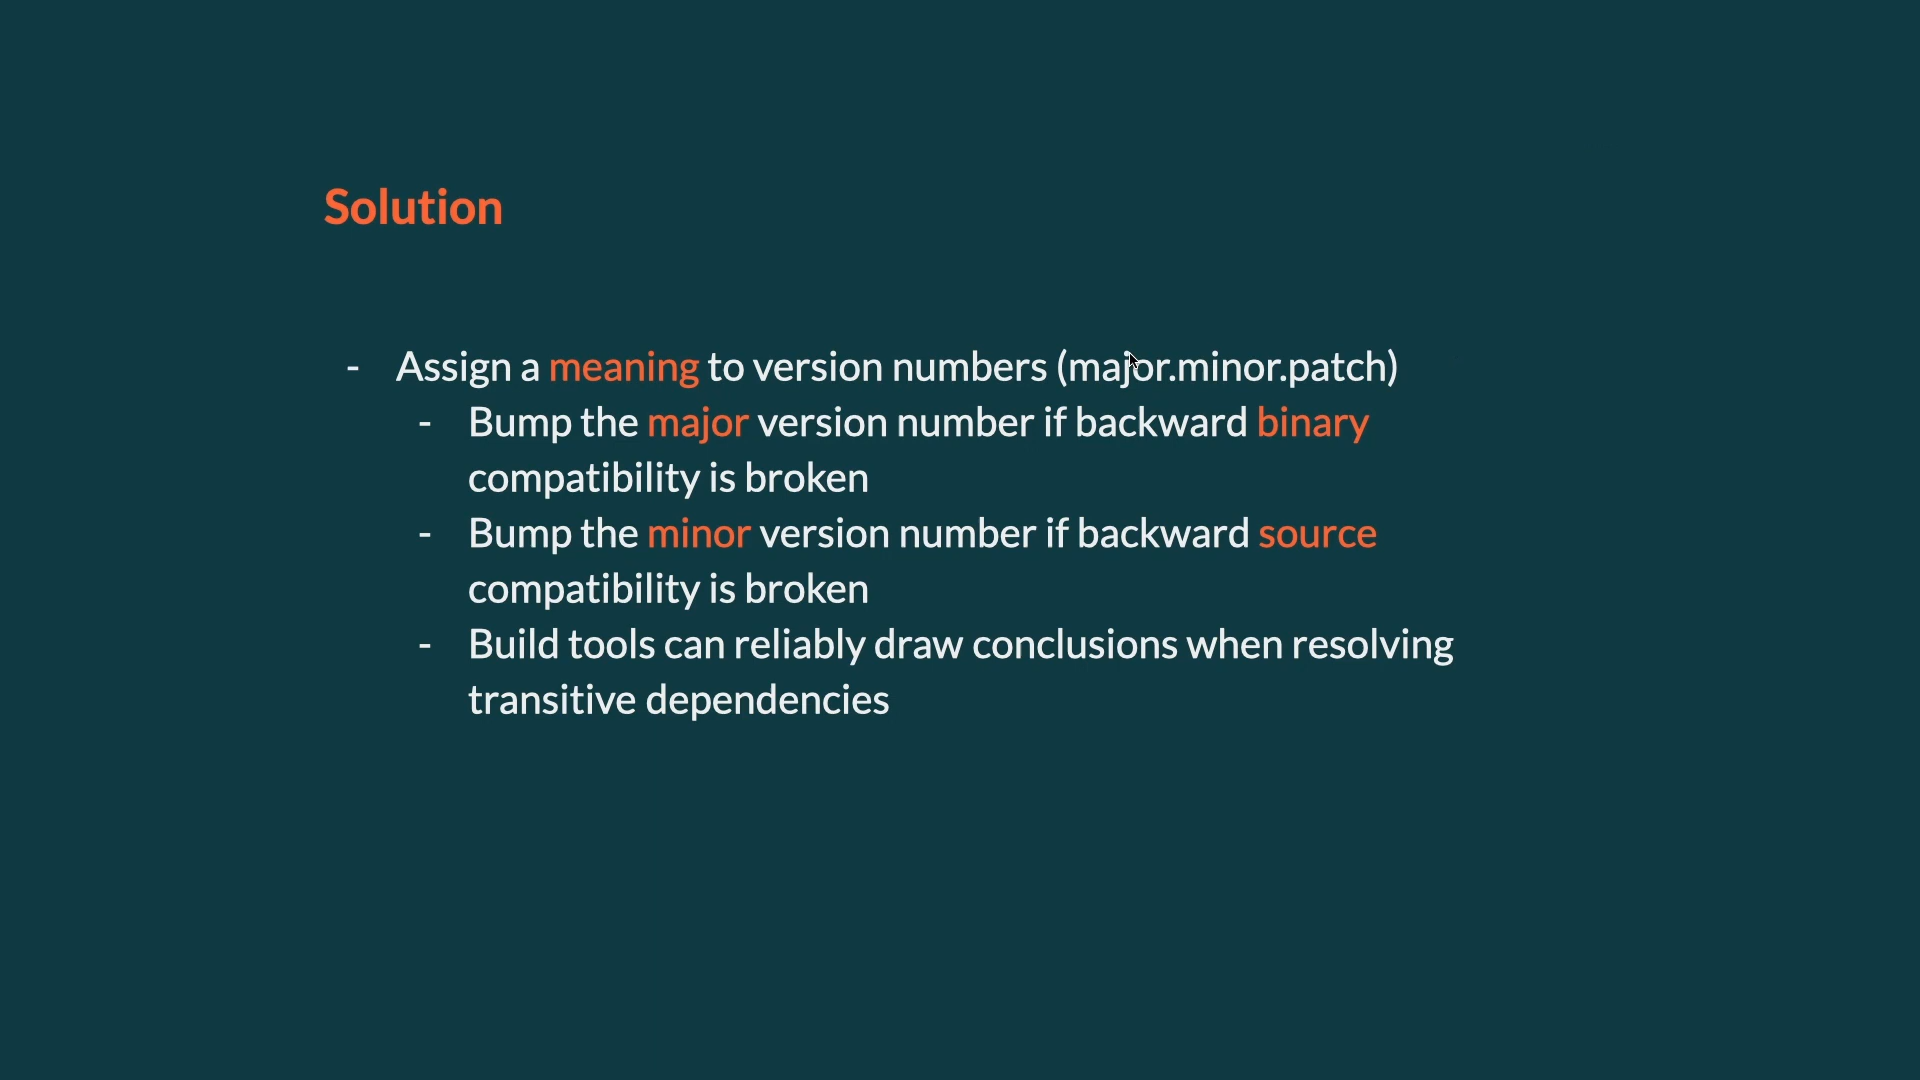 Solution
- Assign a meaning to version numbers (major.minor.patch)
- Bump the major version number if backward binary
compatibility is broken
- Bump the minor version number if backward source
compatibility is broken
- Build tools can reliably draw conclusions when resolving
transitive dependencies